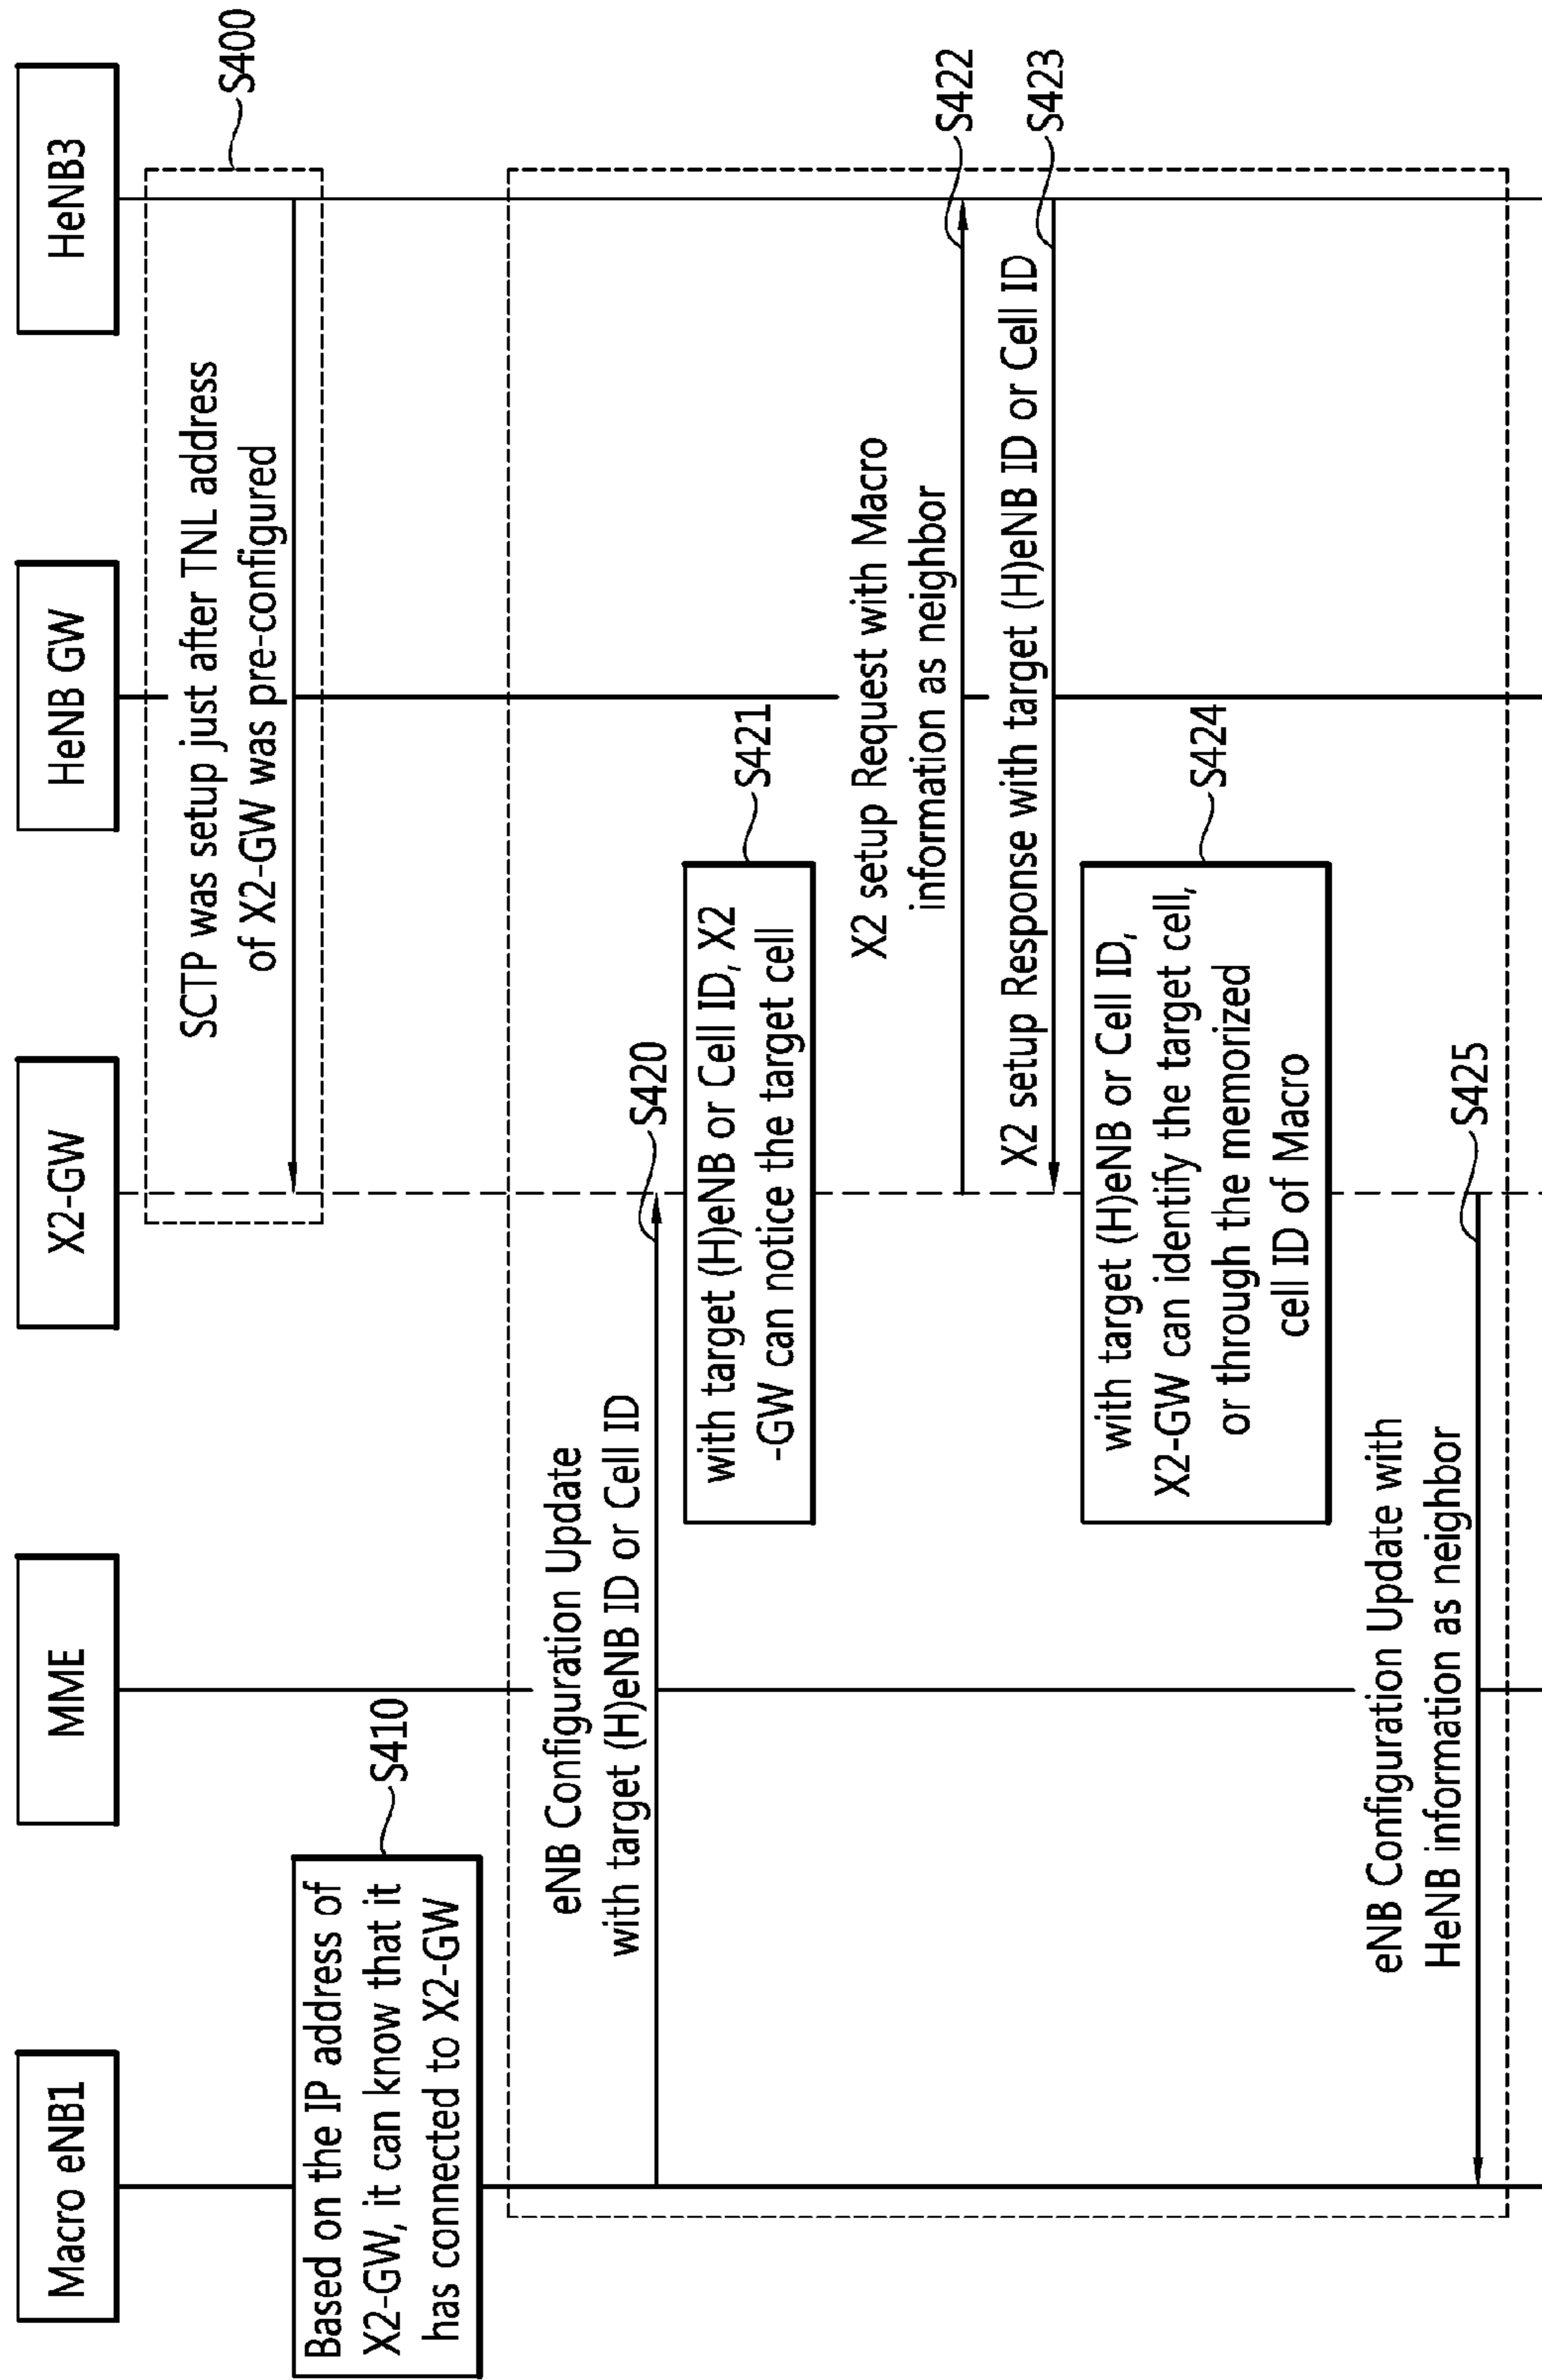 Macro eNB1
MME
X2-GW
HeNB GW
HeNB3
S400
SCTP was setup just after TNL address
of X2-GW was pre-configured
Based on the IP address of
X2-GW, it can know that it
has connected to X2-GW
S410
eNB Configuration Update
with target (H)eNB ID or Cell ID
S420
with target (H)eNB or Cell ID, X2
-GW can notice the target cell
S421
X2 setup Request with Macro
information as neighbor
S422
X2 setup Response with target (H)eNB ID or Cell ID
S423
with target (H)eNB or Cell ID,
X2-GW can identify the target cell,
or through the memorized
cell ID of Macro
S424
eNB Configuration Update with
HeNB information as neighbor
S425